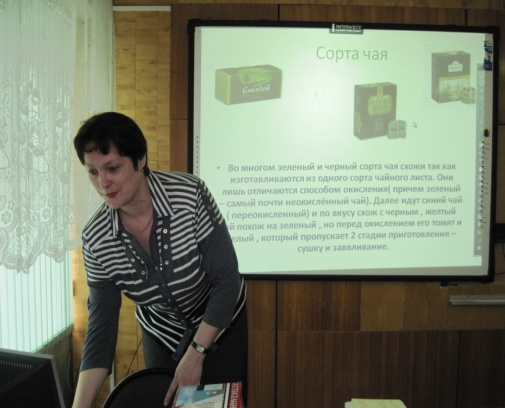 INTERWRITE
Сорта чая
Greenfield
• Во многом зеленый и черный сорта чая схожи так как
изготавливаются из одного сорта чайного листа. Они
лишь отличаются способом окисления( причем зеленый
– самый почти неокислённый чай). Далее идут синий чай
( переокисленный) и по вкусу схож с черным , желтый
й похож на зеленый , но перед окислением его томят и
елый , который пропускает 2 стадии приготовления –
сушку и завяливание.